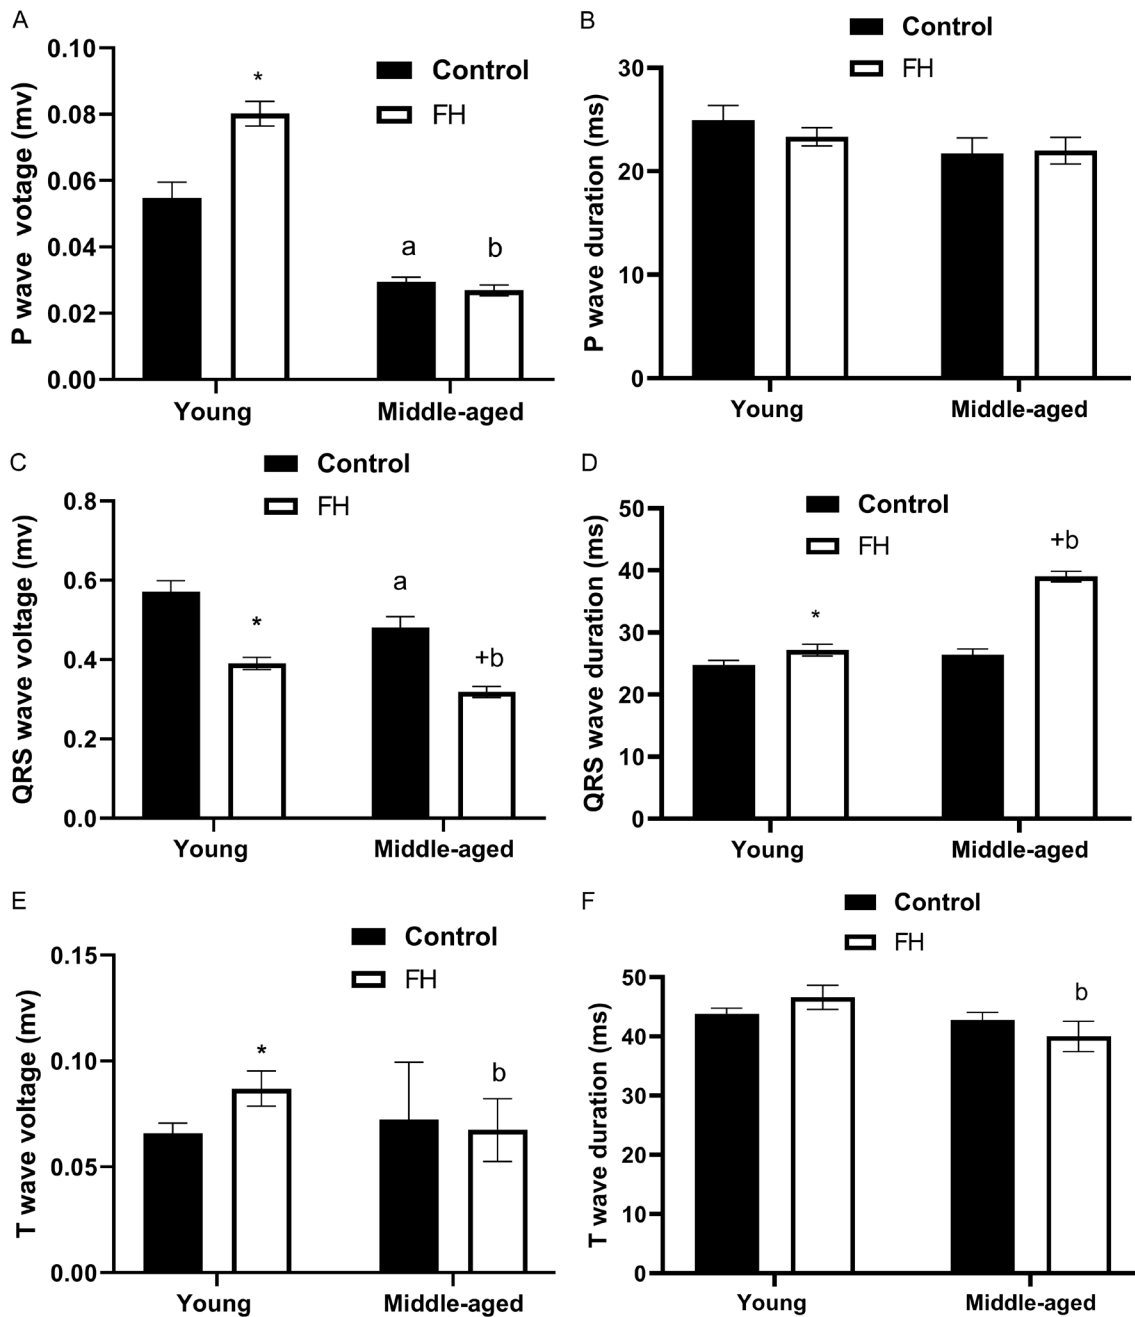 A
P wave votage (mv)
0.10
0.08
0.06
0.04
0.02
0.00
Control
FH
*
a
b
Young
Middle-aged
B
P wave duration (ms)
30
20
10
0
Control
FH
Young
Middle-aged
C
QRS wave voltage (mv)
0.8
0.6
0.4
0.2
0.0
Control
FH
*
a
+b
Young
Middle-aged
D
QRS wave duration (ms)
50
40
30
20
10
0
Control
FH
*
+b
Young
Middle-aged
E
T wave voltage (mv)
0.15
0.10
0.05
0.00
Control
FH
*
b
Young
Middle-aged
F
T wave duration (ms)
50
40
30
20
10
0
Control
FH
b
Young
Middle-aged